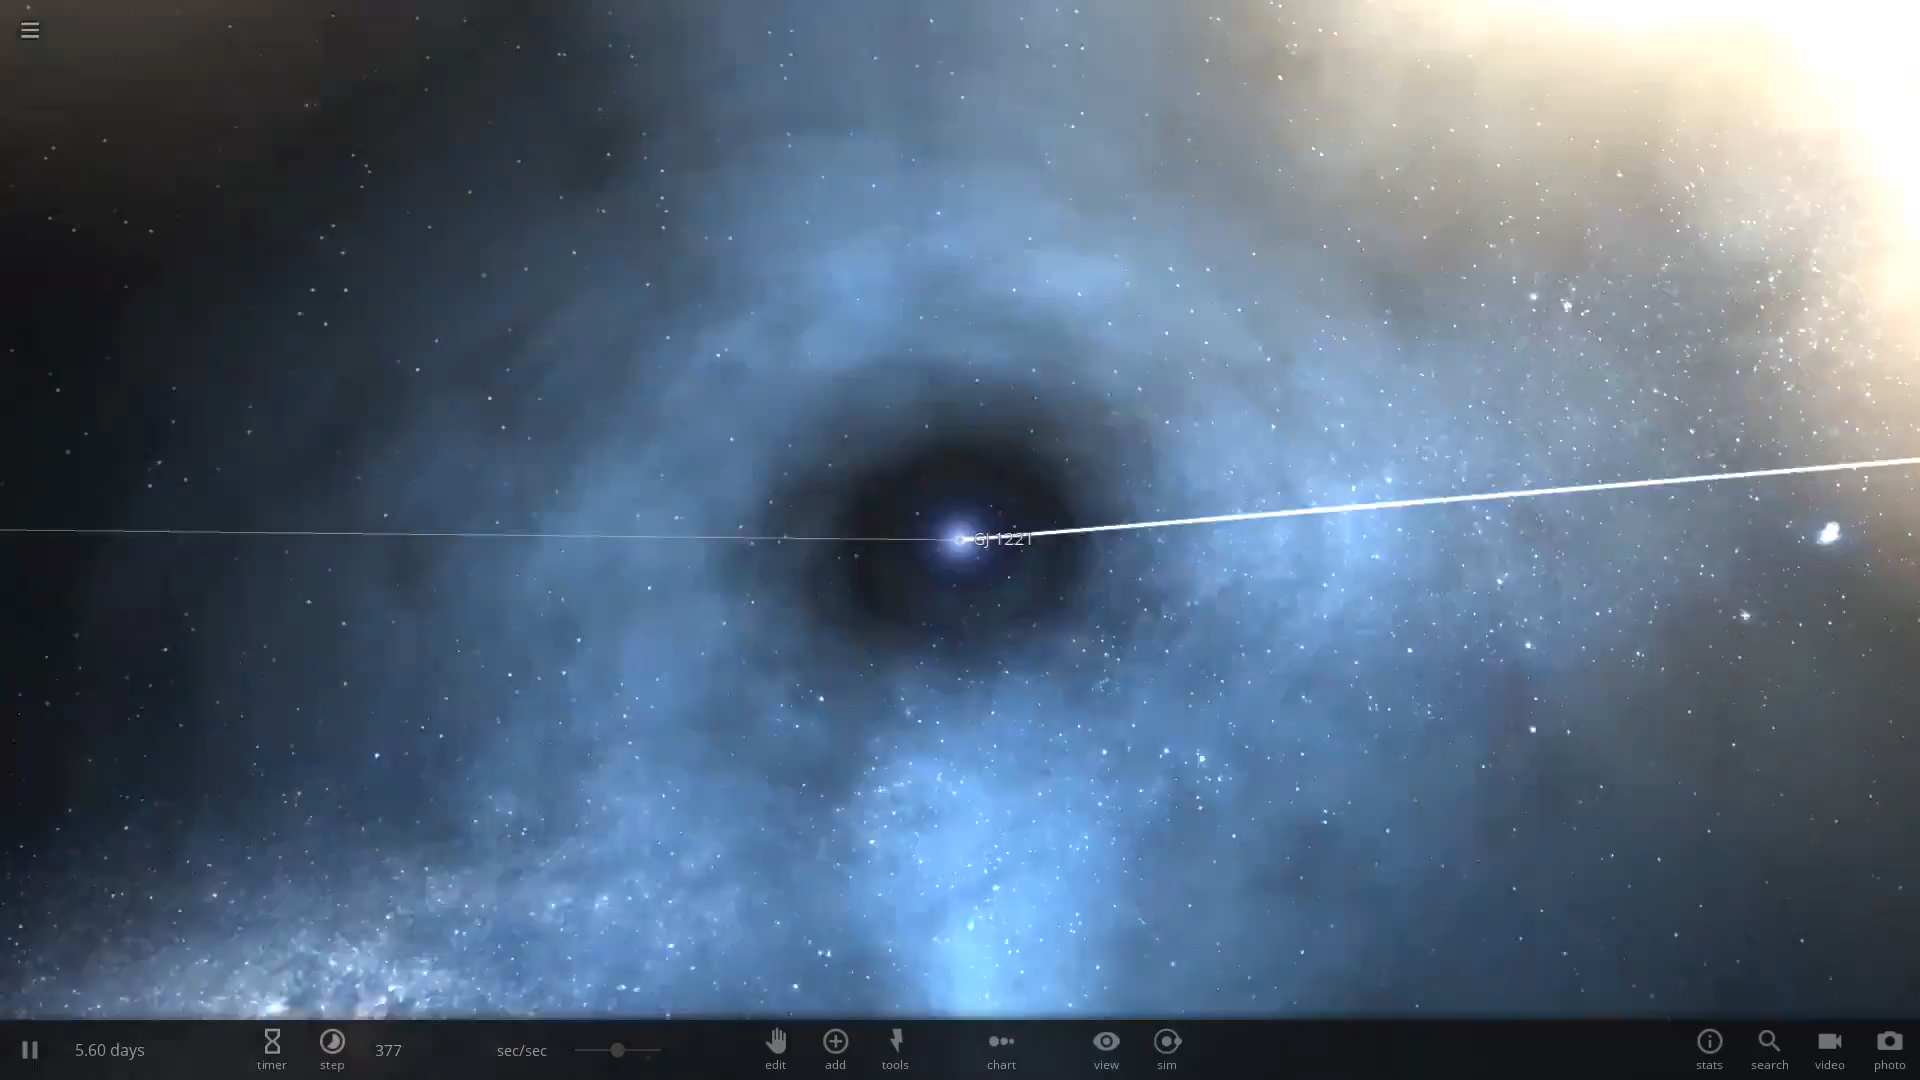 GJ 1221
5.60 days
timer
step
377
sec/sec
edit
add
tools
chart
view
sim
stats
search
video
photo